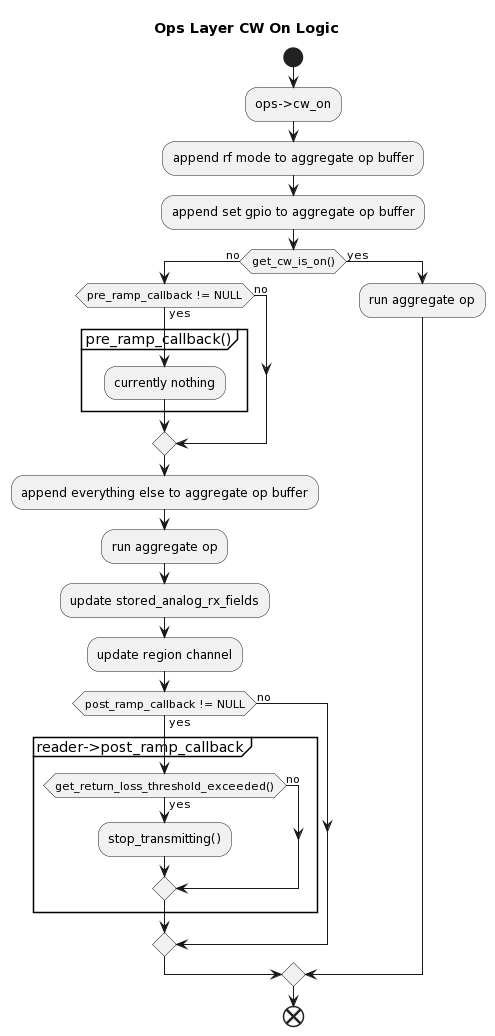 Ops Layer CW On Logic
ops->cw_on
append rf mode to aggregate op buffer
append set gpio to aggregate op buffer
no
get_cw_is_on()
yes
pre_ramp_callback != NULL
no
yes
run aggregate op
pre_ramp_callback()
currently nothing
append everything else to aggregate op buffer
run aggregate op
update stored_analog_rx_fields
update region channel
post_ramp_callback != NULL
no
yes
reader->post_ramp_callback
get_return_loss_threshold_exceeded()
no
yes
stop_transmitting()